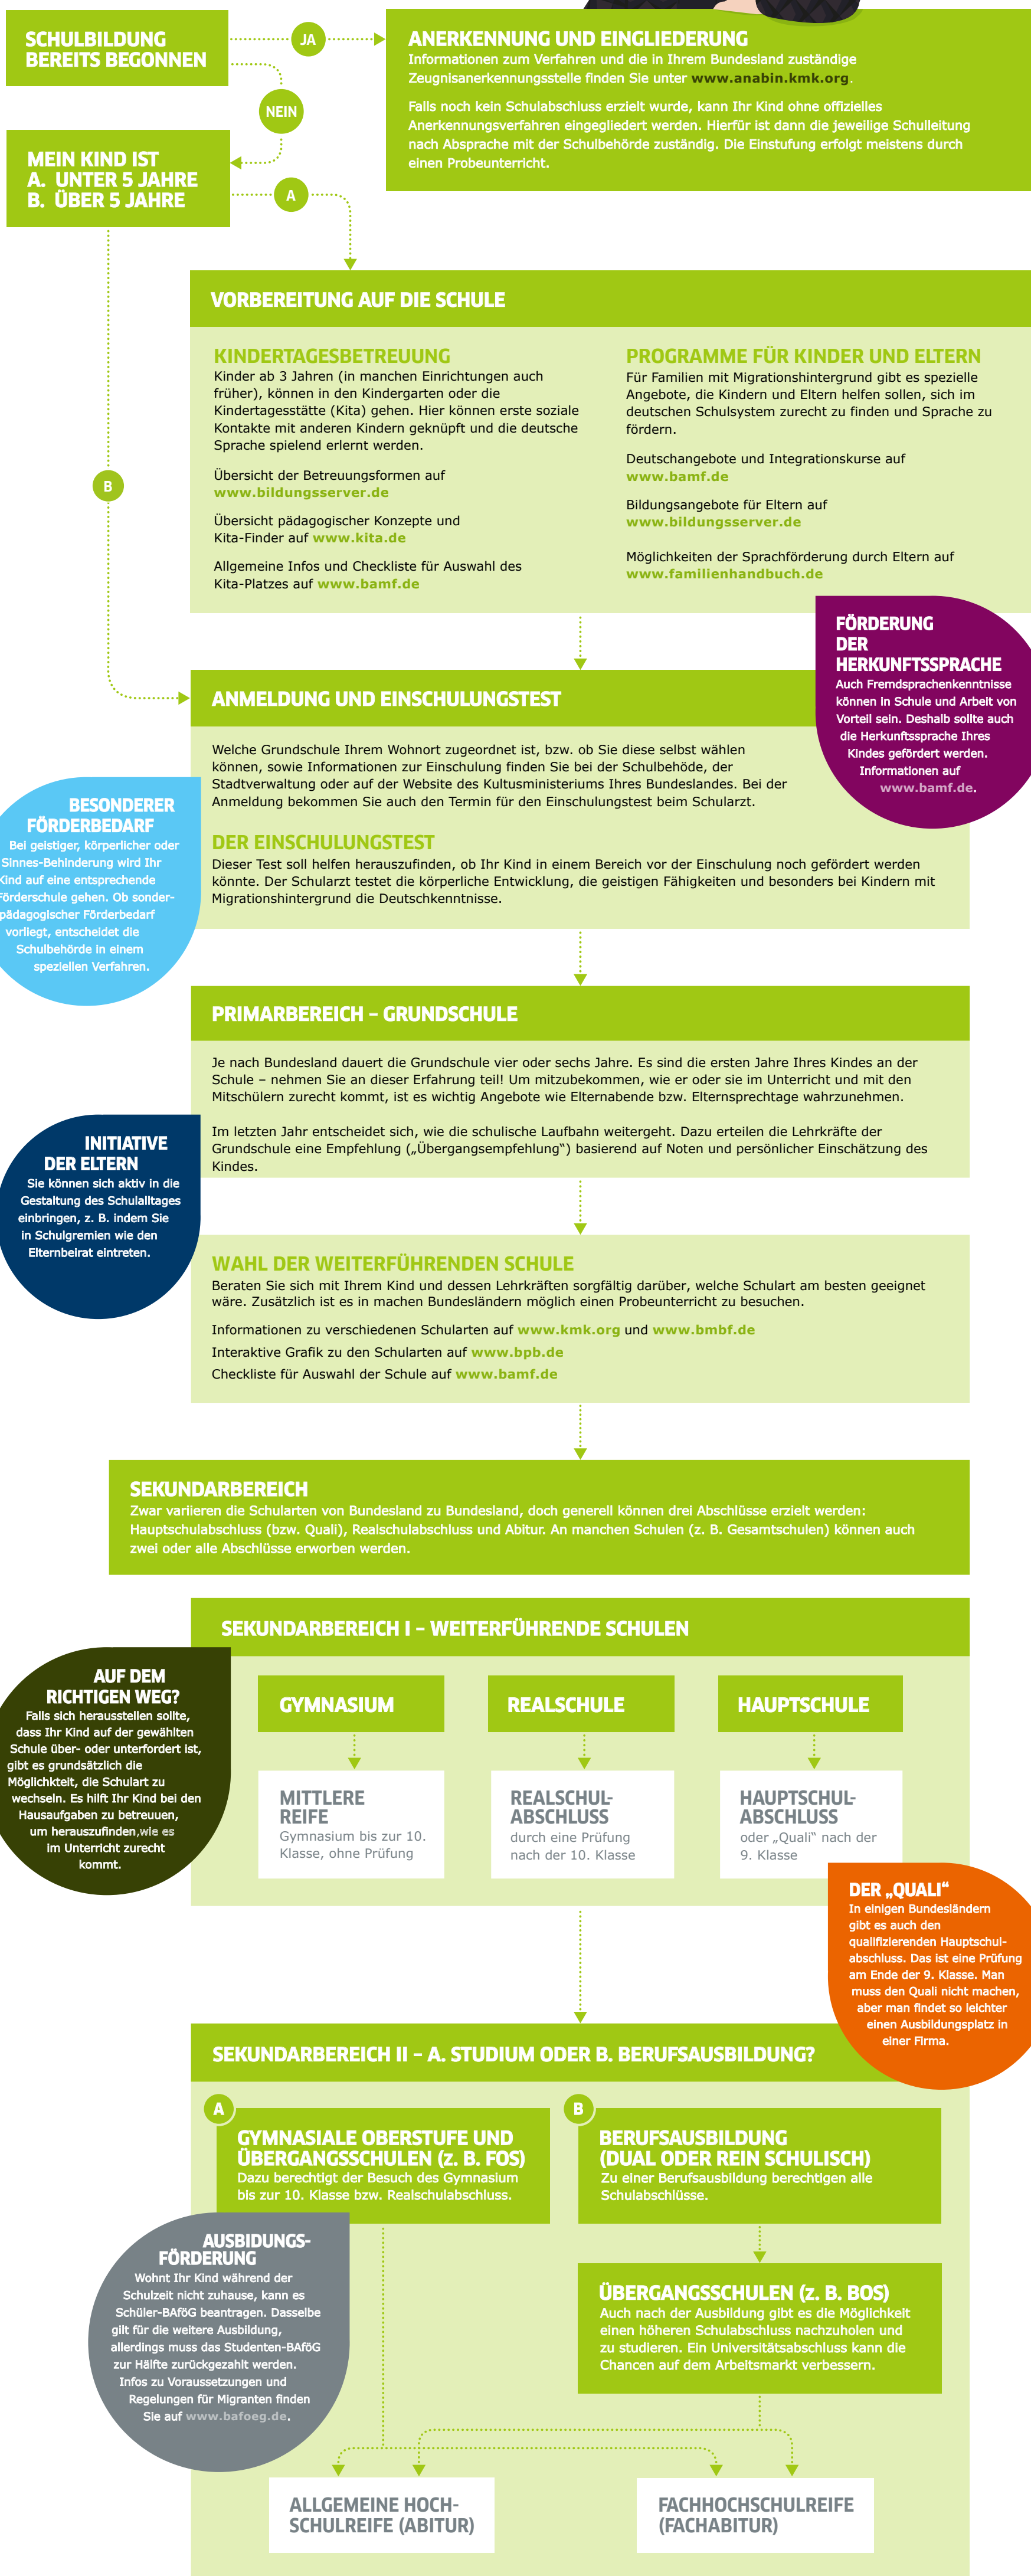 SCHULBILDUNG
BEREITS BEGONNEN
JA
NEIN
ANERKENNUNG UND EINGLIEDERUNG
Informationen zum Verfahren und die in Ihrem Bundesland zuständige
Zeugnisanerkennungsstelle finden Sie unter www.anabin.kmk.org.
Falls noch kein Schulabschluss erzielt wurde, kann Ihr Kind ohne offizielles
Anerkennungsverfahren eingegliedert werden. Hierfür ist dann die jeweilige Schulleitung
nach Absprache mit der Schulbehörde zuständig. Die Einstufung erfolgt meistens durch
einen Probeunterricht.
MEIN KIND IST
A. UNTER 5 JAHRE
B. ÜBER 5 JAHRE
A
B
VORBEREITUNG AUF DIE SCHULE
KINDERTAGESBETREUUNG
Kinder ab 3 Jahren (in manchen Einrichtungen auch
früher), können in den Kindergarten oder die
Kindertagesstätte (Kita) gehen. Hier können erste soziale
Kontakte mit anderen Kindern geknüpft und die deutsche
Sprache spielend erlernt werden.
Übersicht der Betreuungsformen auf
www.bildungsserver.de
Übersicht pädagogischer Konzepte und
Kita-Finder auf www.kita.de
Allgemeine Infos und Checkliste für Auswahl des
Kita-Platzes auf www.bamf.de
PROGRAMME FÜR KINDER UND ELTERN
Für Familien mit Migrationshintergrund gibt es spezielle
Angebote, die Kindern und Eltern helfen sollen, sich im
deutschen Schulsystem zurecht zu finden und Sprache zu
fördern.
Deutschangebote und Integrationskurse auf
www.bamf.de
Bildungsangebote für Eltern auf
www.bildungsserver.de
Möglichkeiten der Sprachförderung durch Eltern auf
www.familienhandbuch.de
FÖRDERUNG
DER
HERKUNFTSSPRACHE
Auch Fremdsprachenkenntnisse
können in Schule und Arbeit von
Vorteil sein. Deshalb sollte auch
die Herkunftssprache Ihres
Kindes gefördert werden.
Informationen auf
www.bamf.de.
ANMELDUNG UND EINSCHULUNGSTEST
Welche Grundschule Ihrem Wohnort zugeordnet ist, bzw. ob Sie diese selbst wählen
können, sowie Informationen zur Einschulung finden Sie bei der Schulbehöde, der
Stadtverwaltung oder auf der Website des Kultusministeriums Ihres Bundeslandes. Bei der
Anmeldung bekommen Sie auch den Termin für den Einschulungstest beim Schularzt.
DER EINSCHULUNGSTEST
Dieser Test soll helfen herauszufinden, ob Ihr Kind in einem Bereich vor der Einschulung noch gefördert werden
könnte. Der Schularzt testet die körperliche Entwicklung, die geistigen Fähigkeiten und besonders bei Kindern mit
Migrationshintergrund die Deutschkenntnisse.
BESONDERER
FÖRDERBEDARF
Bei geistiger, körperlicher oder
Sinnes-Behinderung wird Ihr
Kind auf eine entsprechende
Förderschule gehen. Ob sonder-
pädagogischer Förderbedarf
vorliegt, entscheidet die
Schulbehörde in einem
speziellen Verfahren.
PRIMARBEREICH – GRUNDSCHULE
Je nach Bundesland dauert die Grundschule vier oder sechs Jahre. Es sind die ersten Jahre Ihres Kindes an der
Schule – nehmen Sie an dieser Erfahrung teil! Um mitzubekommen, wie er oder sie im Unterricht und mit den
Mitschülern zurecht kommt, ist es wichtig Angebote wie Elternabende bzw. Elternsprechtage wahrzunehmen.
Im letzten Jahr entscheidet sich, wie die schulische Laufbahn weitergeht. Dazu erteilen die Lehrkräfte der
Grundschule eine Empfehlung („Übergangsempfehlung“) basierend auf Noten und persönlicher Einschätzung des
Kindes.
INITIATIVE
DER ELTERN
Sie können sich aktiv in die
Gestaltung des Schulalltages
einbringen, z. B. indem Sie
in Schulgremien wie den
Elternbeirat eintreten.
WAHL DER WEITERFÜHRENDEN SCHULE
Beraten Sie sich mit Ihrem Kind und dessen Lehrkräften sorgfältig darüber, welche Schulart am besten geeignet
wäre. Zusätzlich ist es in machen Bundesländern möglich einen Probeunterricht zu besuchen.
Informationen zu verschiedenen Schularten auf www.kmk.org und www.bmbf.de
Interaktive Grafik zu den Schularten auf www.bpb.de
Checkliste für Auswahl der Schule auf www.bamf.de
SEKUNDARBEREICH
Zwar variieren die Schularten von Bundesland zu Bundesland, doch generell können drei Abschlüsse erzielt werden:
Hauptschulabschluss (bzw. Quali), Realschulabschluss und Abitur. An manchen Schulen (z. B. Gesamtschulen) können auch
zwei oder alle Abschlüsse erworben werden.
SEKUNDARBEREICH I – WEITERFÜHRENDE SCHULEN
AUF DEM
RICHTIGEN WEG?
Falls sich herausstellen sollte,
dass Ihr Kind auf der gewählten
Schule über- oder unterfordert ist,
gibt es grundsätzlich die
Möglichkteit, die Schulart zu
wechseln. Es hilft Ihr Kind bei den
Hausaufgaben zu betreuen,
um herauszufinden,wie es
im Unterricht zurecht
kommt.
GYMNASIUM
MITTLERE
REIFE
Gymnasium bis zur 10.
Klasse, ohne Prüfung
REALSCHULE
REALSCHUL-
ABSCHLUSS
durch eine Prüfung
nach der 10. Klasse
HAUPTSCHULE
HAUPTSCHUL-
ABSCHLUSS
oder „Quali“ nach der
9. Klasse
DER „QUALI“
In einigen Bundesländern
gibt es auch den
qualifizierenden Hauptschul-
abschluss. Das ist eine Prüfung
am Ende der 9. Klasse. Man
muss den Quali nicht machen,
aber man findet so leichter
einen Ausbildungsplatz in
einer Firma.
SEKUNDARBEREICH II – A. STUDIUM ODER B. BERUFSAUSBILDUNG?
A
GYMNASIALE OBERSTUFE UND
ÜBERGANGSSCHULEN (z. B. FOS)
Dazu berechtigt der Besuch des Gymnasium
bis zur 10. Klasse bzw. Realschulabschluss.
B
BERUFSAUSBILDUNG
(DUAL ODER REIN SCHULISCH)
Zu einer Berufsausbildung berechtigen alle
Schulabschlüsse.
AUSBIDUNGS-
FÖRDERUNG
Wohnt Ihr Kind während der
Schulzeit nicht zuhause, kann es
Schüler-BAföG beantragen. Dasselbe
gilt für die weitere Ausbildung,
allerdings muss das Studenten-BAföG
zur Hälfte zurückgezahlt werden.
Infos zu Voraussetzungen und
Regelungen für Migranten finden
Sie auf www.bafoeg.de.
ÜBERGANGSSCHULEN (z. B. BOS)
Auch nach der Ausbildung gibt es die Möglichkeit
einen höheren Schulabschluss nachzuholen und
zu studieren. Ein Universitätsabschluss kann die
Chancen auf dem Arbeitsmarkt verbessern.
ALLGEMEINE HOCH-
SCHULREIFE (ABITUR)
FACHHOCHSCHULREIFE
(FACHABITUR)